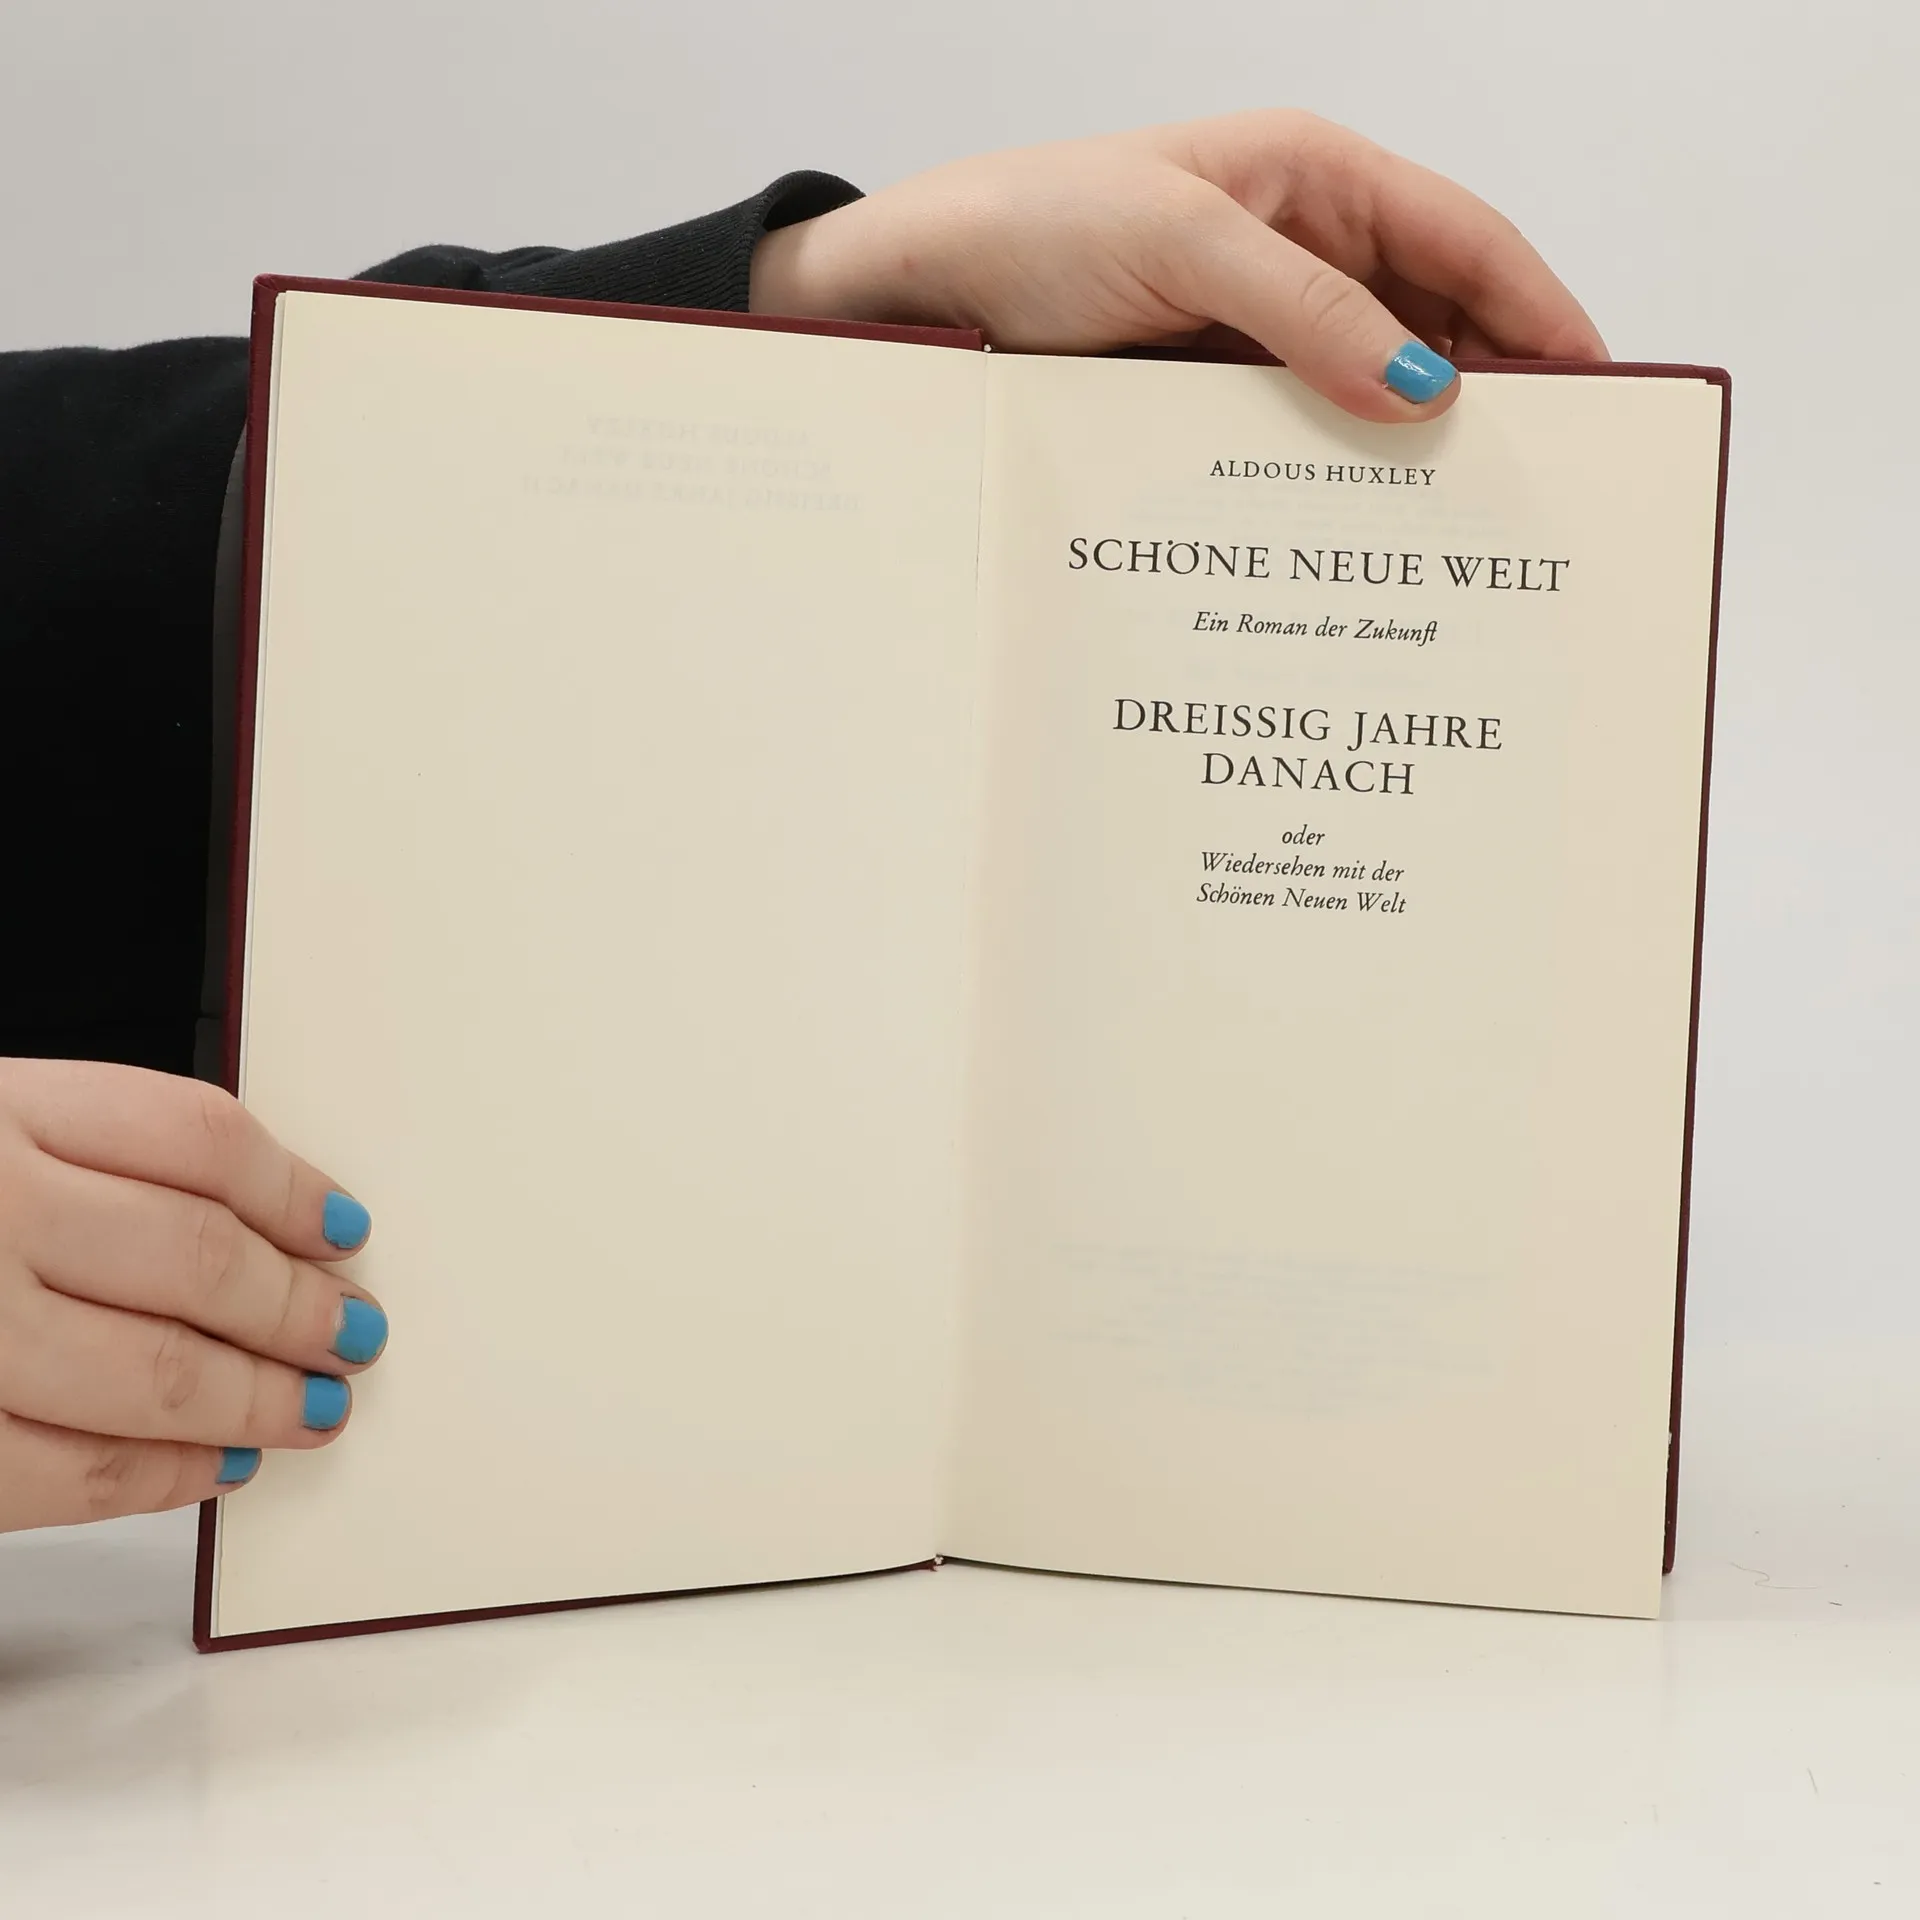 ALDOUS HUXLEY
SCHÖNE NEUE WELT
Ein Roman der Zukunft
DREISSIG JAHRE
DANACH
oder
Wiedersehen mit der
Schönen Neuen Welt